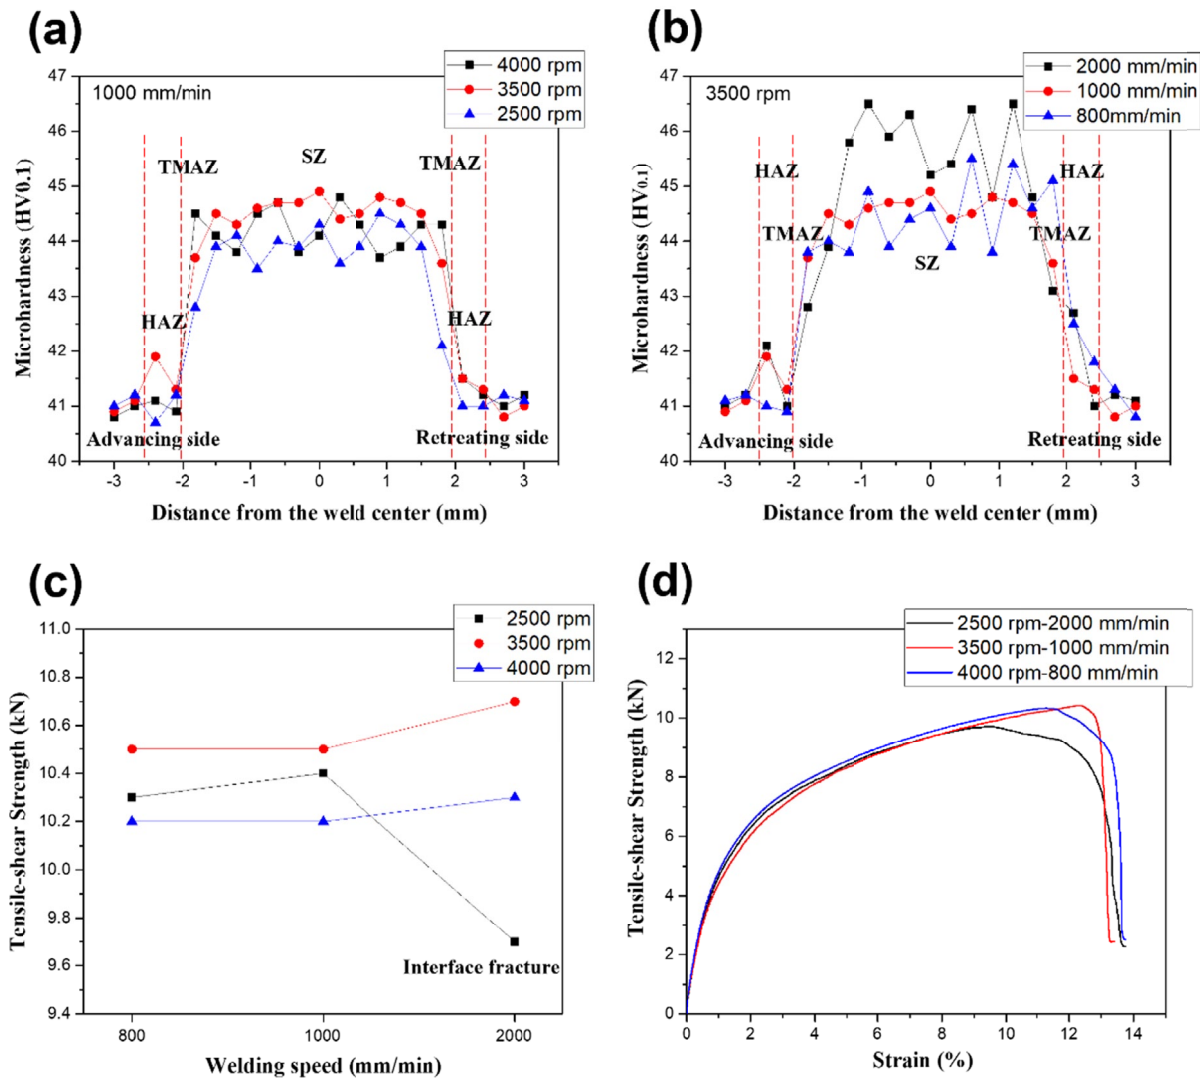 (a)
4000 rpm
3500 rpm
2500 rpm
1000 mm/min
47
46
45
44
43
42
41
40
Microhardness (HV0.1)
TMAZ
SZ
TMAZ
HAZ
HAZ
Advancing side
Retreating side
-3
-2
-1
0
1
2
3
Distance from the weld center (mm)
(b)
2000 mm/min
1000 mm/min
800mm/min
3500 rpm
47
46
45
44
43
42
41
40
Microhardness (HV0.1)
HAZ
HAZ
TMAZ
TMAZ
SZ
Advancing side
Retreating side
-3
-2
-1
0
1
2
3
Distance from the weld center (mm)
(c)
2500 rpm
3500 rpm
4000 rpm
11.0
10.8
10.6
10.4
10.2
10.0
9.8
9.6
9.4
Tensile-shear Strength (kN)
Interface fracture
800
1000
2000
Welding speed (mm/min)
(d)
2500 rpm-2000 mm/min
3500 rpm-1000 mm/min
4000 rpm-800 mm/min
12
10
8
6
4
2
0
Tensile-shear Strength (kN)
0
2
4
6
8
10
12
14
Strain (%)